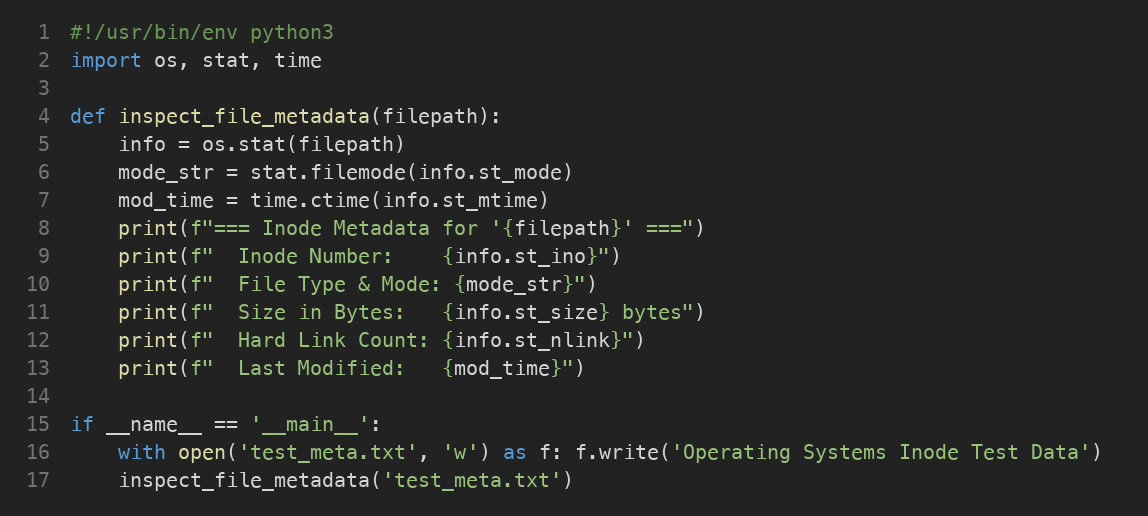 1 #!/usr/bin/env python3
2 import os, stat, time
3
4 def inspect_file_metadata(filepath):
5     info = os.stat(filepath)
6     mode_str = stat.filemode(info.st_mode)
7     mod_time = time.ctime(info.st_mtime)
8     print(f"=== Inode Metadata for '{filepath}' ===")
9     print(f"  Inode Number:    {info.st_ino}")
10     print(f"  File Type & Mode: {mode_str}")
11     print(f"  Size in Bytes:   {info.st_size} bytes")
12     print(f"  Hard Link Count: {info.st_nlink}")
13     print(f"  Last Modified:   {mod_time}")
14
15 if __name__ == '__main__':
16     with open('test_meta.txt', 'w') as f: f.write('Operating Systems Inode Test Data')
17     inspect_file_metadata('test_meta.txt')